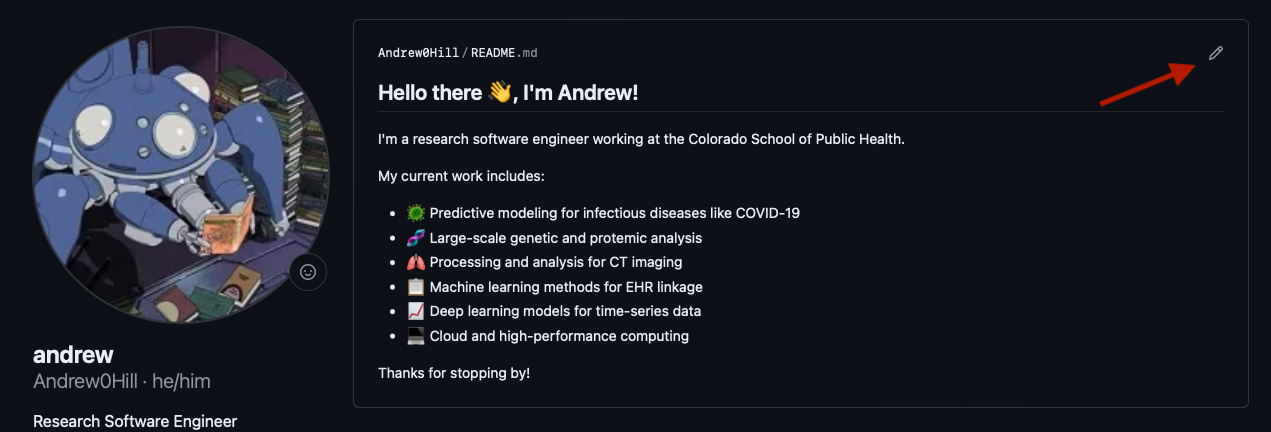 Andrew0Hill/README.md
Hello there 👋, I'm Andrew!
I'm a research software engineer working at the Colorado School of Public Health.
My current work includes:
• 🦠 Predictive modeling for infectious diseases like COVID-19
• 🧬 Large-scale genetic and protemic analysis
• 🫁 Processing and analysis for CT imaging
• 📋 Machine learning methods for EHR linkage
• 📈 Deep learning models for time-series data
• 💻 Cloud and high-performance computing
Thanks for stopping by!
andrew
Andrew0Hill · he/him
Research Software Engineer